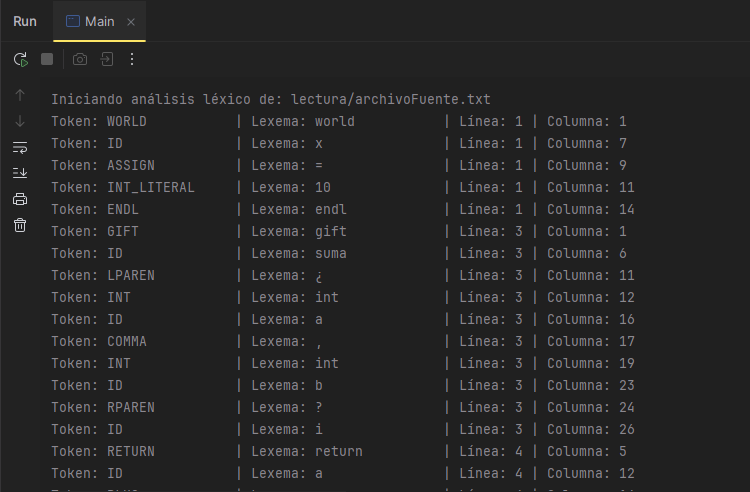 Run Main
Iniciando análisis léxico de: lectura/archivoFuente.txt
Token: WORLD | Lexema: world | Línea: 1 | Columna: 1
Token: ID | Lexema: x | Línea: 1 | Columna: 7
Token: ASSIGN | Lexema: = | Línea: 1 | Columna: 9
Token: INT_LITERAL | Lexema: 10 | Línea: 1 | Columna: 11
Token: ENDL | Lexema: endl | Línea: 1 | Columna: 14
Token: GIFT | Lexema: gift | Línea: 3 | Columna: 1
Token: ID | Lexema: suma | Línea: 3 | Columna: 6
Token: LPAREN | Lexema: ¿ | Línea: 3 | Columna: 11
Token: INT | Lexema: int | Línea: 3 | Columna: 12
Token: ID | Lexema: a | Línea: 3 | Columna: 16
Token: COMMA | Lexema: , | Línea: 3 | Columna: 17
Token: INT | Lexema: int | Línea: 3 | Columna: 19
Token: ID | Lexema: b | Línea: 3 | Columna: 23
Token: RPAREN | Lexema: ? | Línea: 3 | Columna: 24
Token: ID | Lexema: i | Línea: 3 | Columna: 26
Token: RETURN | Lexema: return | Línea: 4 | Columna: 5
Token: ID | Lexema: a | Línea: 4 | Columna: 12